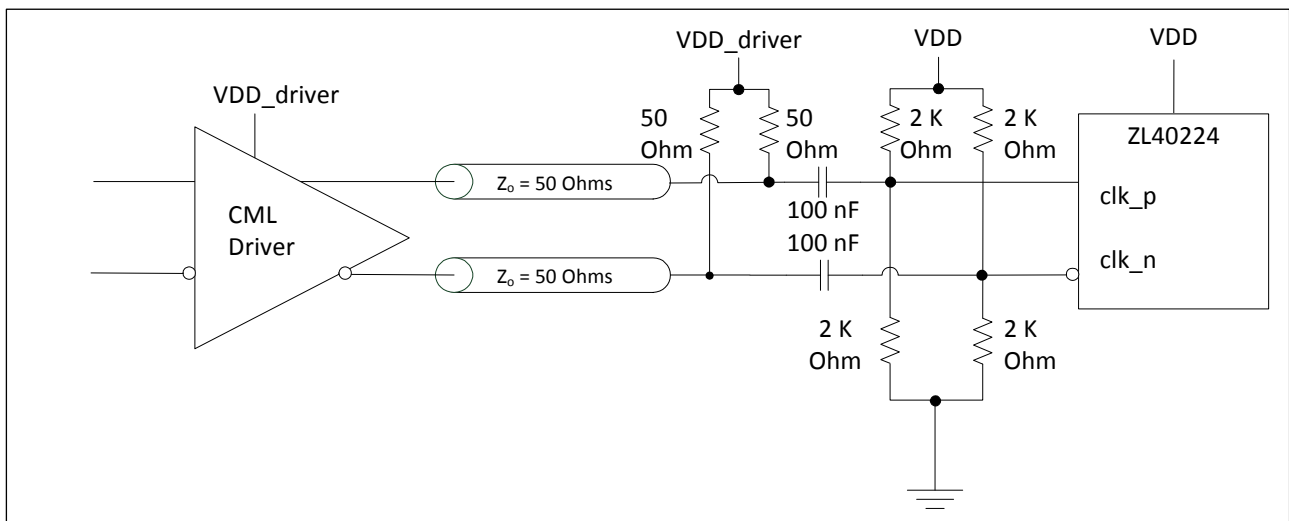 VDD_driver
VDD
VDD
VDD_driver
50
Ohm
50
Ohm
2 K
Ohm
2 K
Ohm
ZL40224
Zo = 50 Ohms
CML
Driver
100 nF
100 nF
clk_p
clk_n
Zo = 50 Ohms
2 K
Ohm
2 K
Ohm